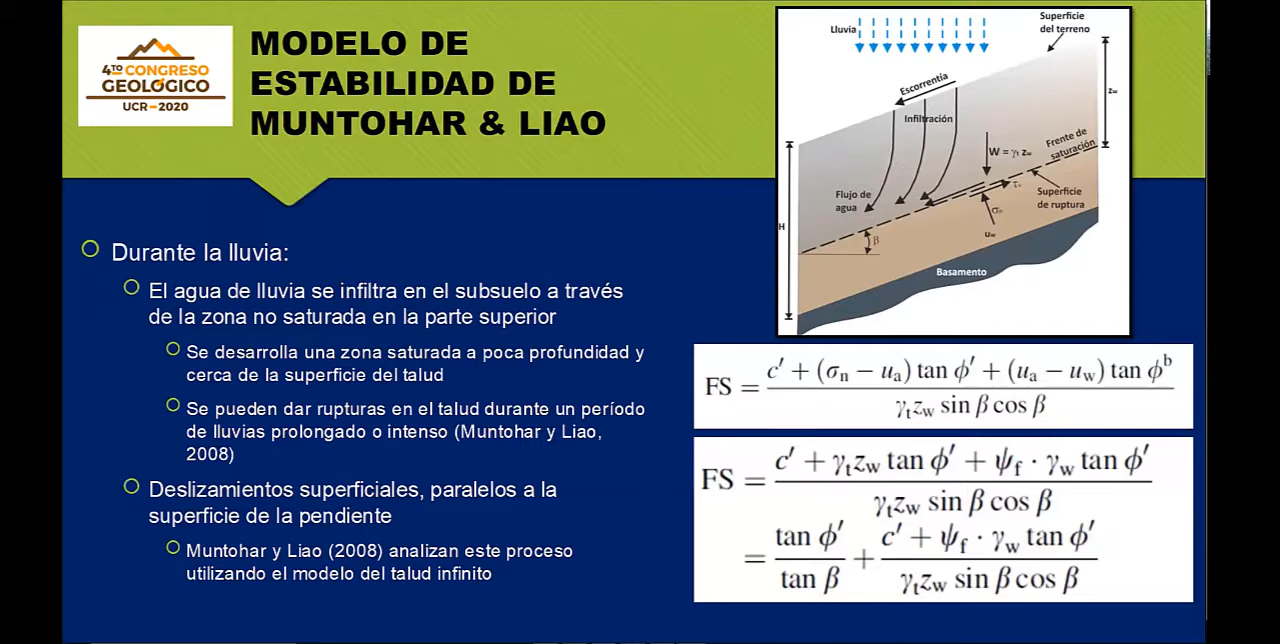 4TO CONGRESO
GEOLÓGICO
UCR-2020
MODELO DE
ESTABILIDAD DE
MUNTOHAR & LIAO
Durante la lluvia:
El agua de lluvia se infiltra en el subsuelo a través
de la zona no saturada en la parte superior
Se desarrolla una zona saturada a poca profundidad y
cerca de la superficie del talud
Se pueden dar rupturas en el talud durante un período
de lluvias prolongado o intenso (Muntohar y Liao,
2008)
Deslizamientos superficiales, paralelos a la
superficie de la pendiente
Muntohar y Liao (2008) analizan este proceso
utilizando el modelo del talud infinito
Lluvia
Superficie
del terreno
Escorrentía
Infiltración
zw
W = γt zw
Frente de
saturación
Flujo de
agua
τn
Superficie
de ruptura
σn
uw
H
β
Basamento
FS = (c′ + (σn − ua) tan ϕ′ + (ua − uw) tan ϕb) / (γtzw sin β cos β)
FS = (c′ + γtzw tan ϕ′ + ψf · γw tan ϕ′) / (γtzw sin β cos β)
= tan ϕ′ / tan β + (c′ + ψf · γw tan ϕ′) / (γtzw sin β cos β)